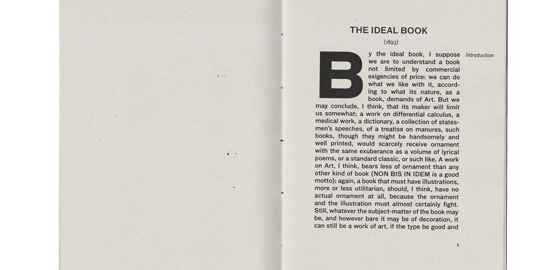 THE IDEAL BOOK
(1893)
By the ideal book, I suppose
we are to understand a book
not limited by commercial
exigencies of price: we can do
what we like with it, accord-
ing to what its nature, as a
book, demands of Art. But we
may conclude, I think, that its maker will limit
us somewhat; a work on differential calculus, a
medical work, a dictionary, a collection of states-
men's speeches, of a treatise on manures, such
books, though they might be handsomely and
well printed, would scarcely receive ornament
with the same exuberance as a volume of lyrical
poems, or a standard classic, or such like. A work
on Art, I think, bears less of ornament than any
other kind of book (NON BIS IN IDEM is a good
motto); again, a book that must have illustrations,
more or less utilitarian, should, I think, have no
actual ornament at all, because the ornament
and the illustration must almost certainly fight.
Still, whatever the subject-matter of the book may
be, and however bare it may be of decoration, it
can still be a work of art, if the type be good and
Introduction
1